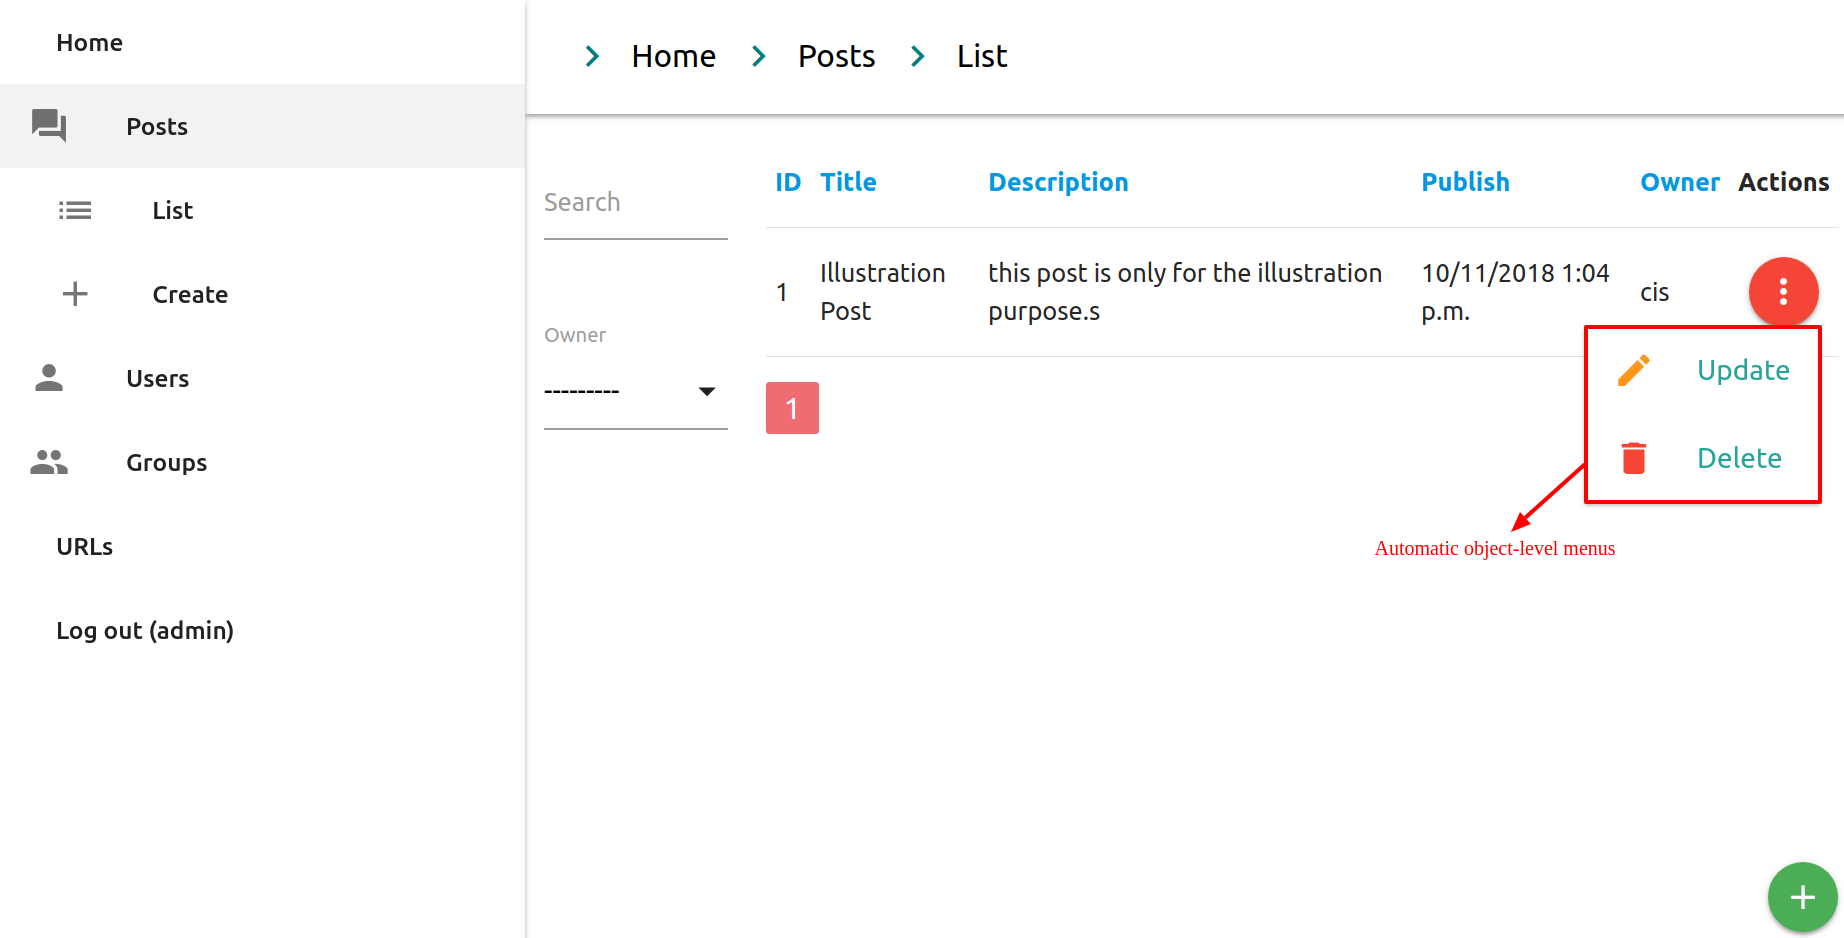 Home
Posts
List
Create
Users
Groups
URLs
Log out (admin)
Home Posts List
Search
Owner
---------
ID Title Description Publish Owner Actions
1 Illustration Post this post is only for the illustration purpose.s 10/11/2018 1:04 p.m. cis
1
Update
Delete
Automatic object-level menus